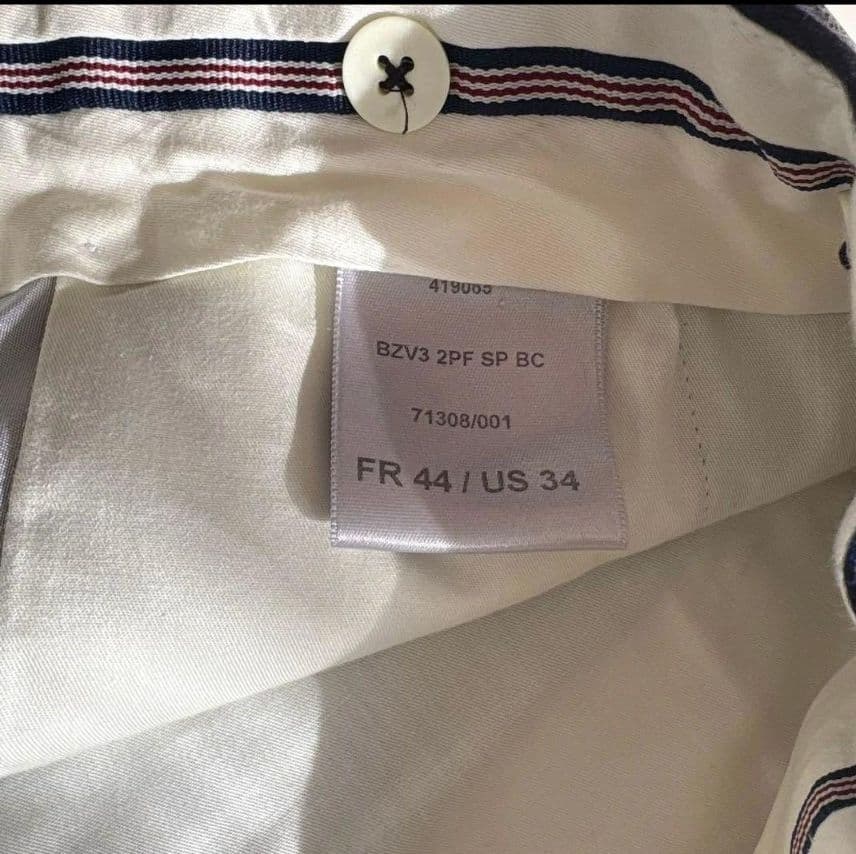 419065
BZV3 2PF SP BC
71308/001
FR 44 / US 34